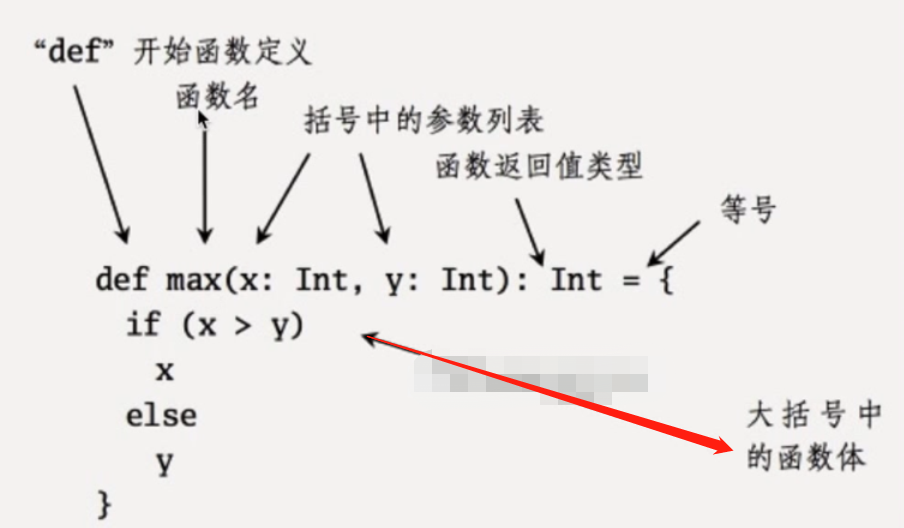 “def” 开始函数定义
函数名
括号中的参数列表
函数返回值类型
等号
def max(x: Int, y: Int): Int = {
if (x > y)
x
else
y
}
大括号中
的函数体